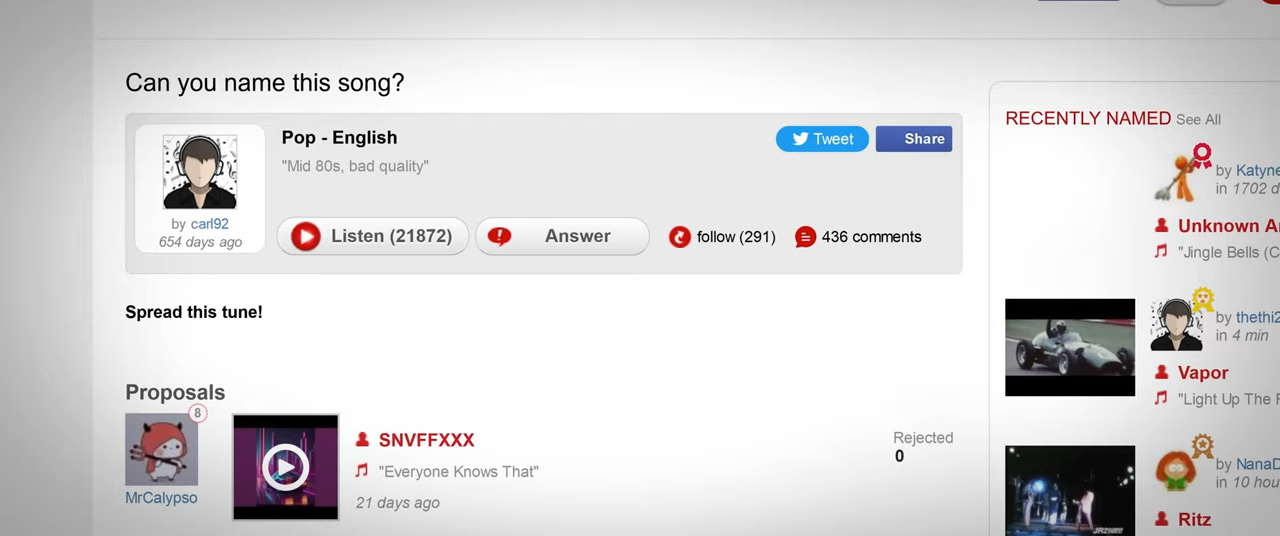 Can you name this song?
Pop - English
"Mid 80s, bad quality"
Tweet
Share
by carl92
654 days ago
Listen (21872)
Answer
follow (291)
436 comments
Spread this tune!
Proposals
8
MrCalypso
SNVFFXXX
"Everyone Knows That"
21 days ago
Rejected
0
RECENTLY NAMED See All
by Katyne
in 1702 d
Unknown
"Jingle Bells (C
by thethi2
in 4 min
Vapor
"Light Up The
by NanaD
in 10 hou
Ritz